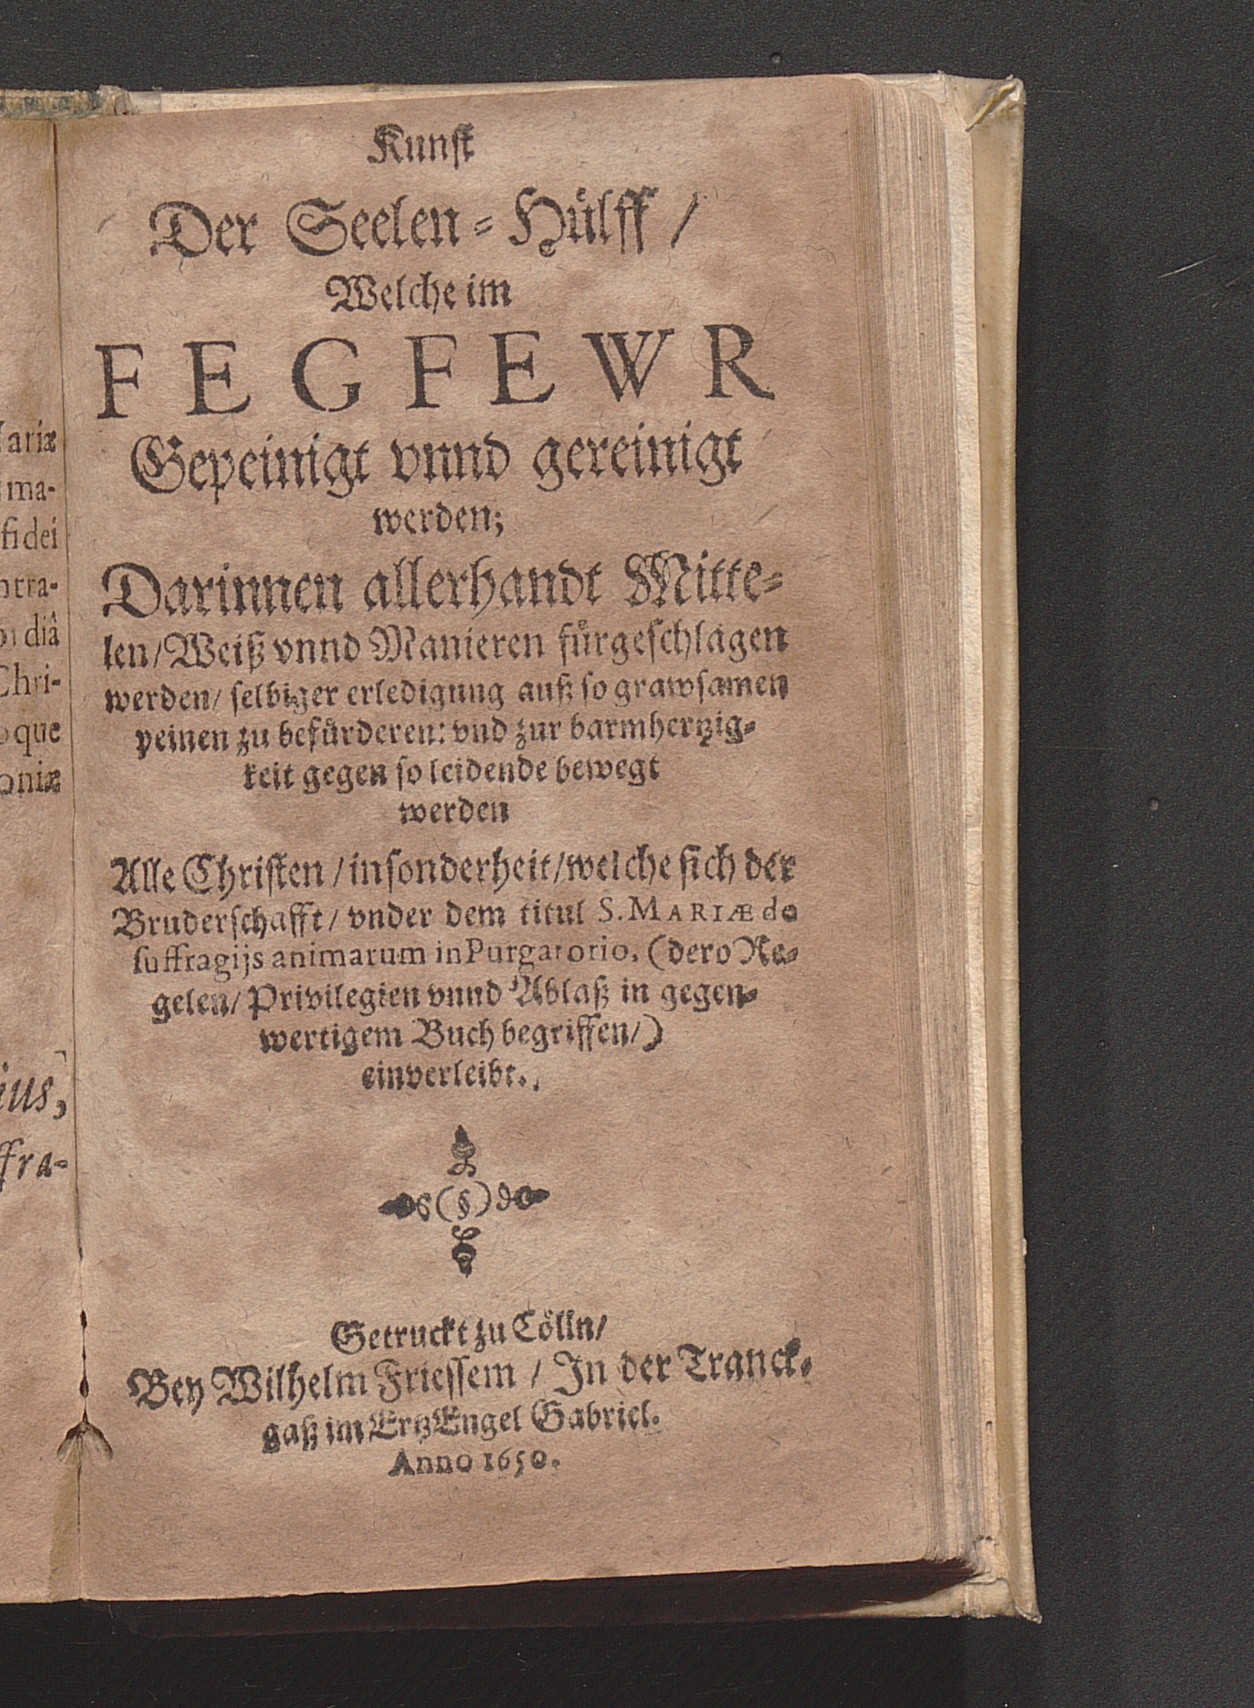 Kunst
Der Seelen-Hülff /
Welche im
FEGFEWR
Gepeinigt vnnd gereinigt
werden;
Darinnen allerhandt Mitte-
len/ Weiß vnnd Manieren fürgeschlagen
werden/ selbiger erledigung auß so grawsamen
peinen zu befürderen: vnd zur barmhertzig-
keit gegen so leidende bewegt
werden
Alle Christen / insonderheit/ welche sich der
Bruderschafft / vnder dem titul S. MARIÆ de
suffragijs animarum in Purgatorio, (dero Re-
gelen/ Privilegien vnnd Ablaß in gegen-
wertigem Buch begriffen/)
einverleibt.
(§)
Getruckt zu Cölln/
Bey Wilhelm Friessem / In der Tranck-
gaß im ErtzEngel Gabriel.
Anno 1650.